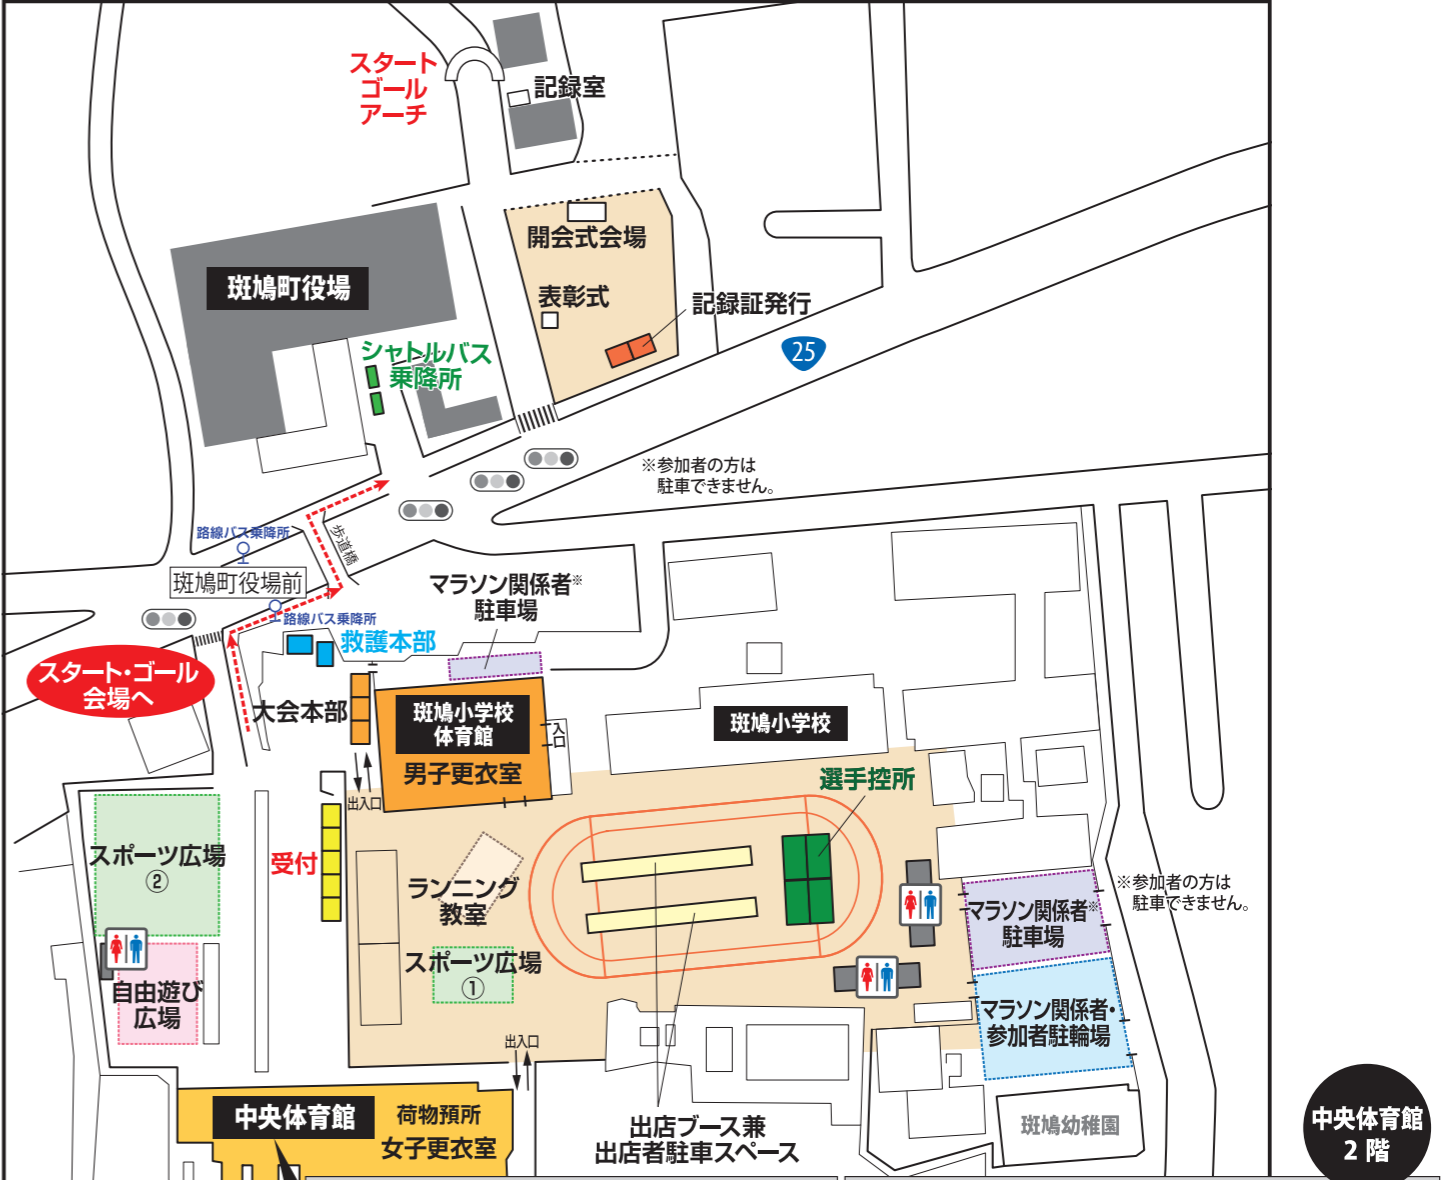 スタート
ゴール
アーチ
記録室
開会式会場
斑鳩町役場
表彰式
記録証発行
シャトルバス
乗降所
25
※参加者の方は
駐車できません。
路線バス乗降所
歩道橋
斑鳩町役場前
路線バス乗降所
マラソン関係者※
駐車場
救護本部
スタート・ゴール
会場へ
大会本部
斑鳩小学校
体育館
入口
斑鳩小学校
男子更衣室
選手控所
出入口
スポーツ広場
②
受付
ランニング
教室
※参加者の方は
駐車できません。
マラソン関係者※
駐車場
スポーツ広場
①
自由遊び
広場
マラソン関係者・
参加者駐輪場
出入口
中央体育館
荷物預所
女子更衣室
出店ブース兼
出店者駐車スペース
斑鳩幼稚園
中央体育館
2階